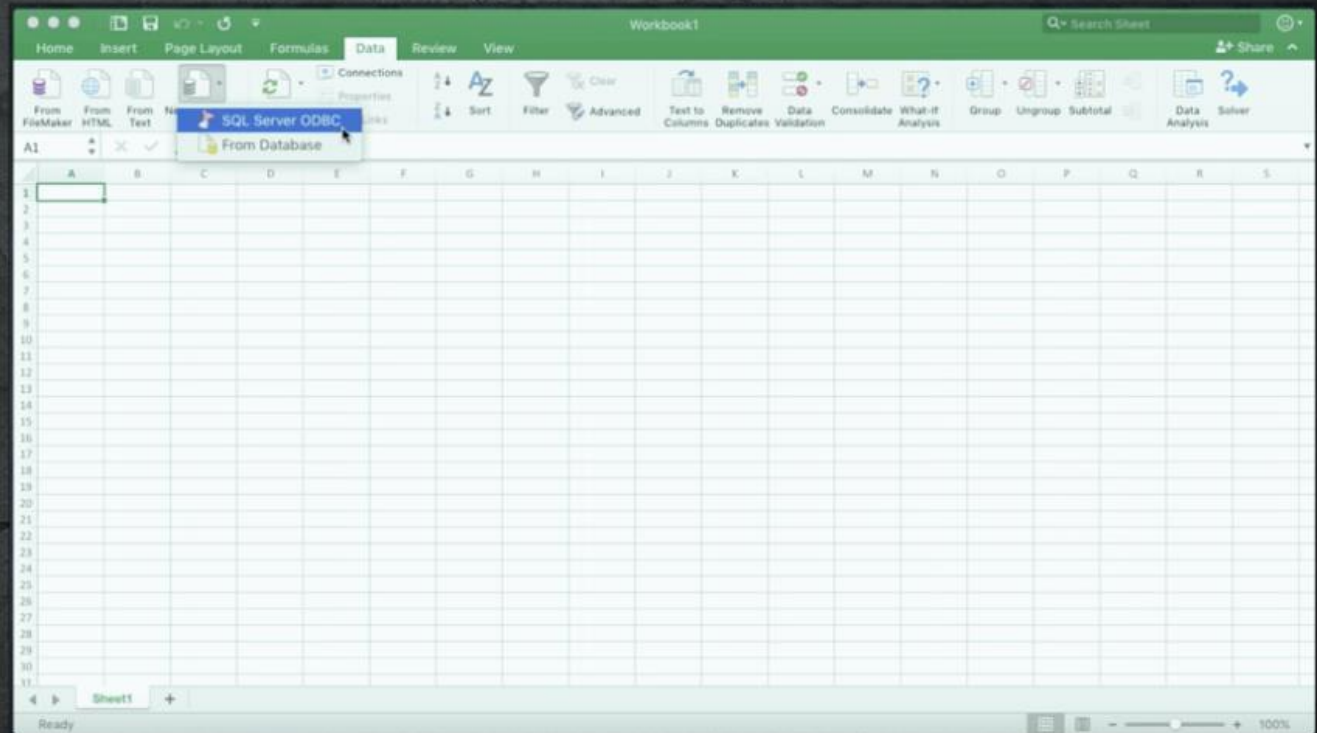 Workbook1
Search Sheet
Home Insert Page Layout Formulas Data Review View
Share
From FileMaker
From HTML
From Text
Connections
Properties
Links
Sort
Filter
Clear
Advanced
Text to Columns
Remove Duplicates
Data Validation
Consolidate
What-If Analysis
Group
Ungroup
Subtotal
Data Analysis
Solver
SQL Server ODBC
From Database
A1
A B C D E F G H I J K L M N O P Q R S
1
2
3
4
5
6
7
8
9
10
11
12
13
14
15
16
17
18
19
20
21
22
23
24
25
26
27
28
29
30
31
Sheet1
Ready
100%